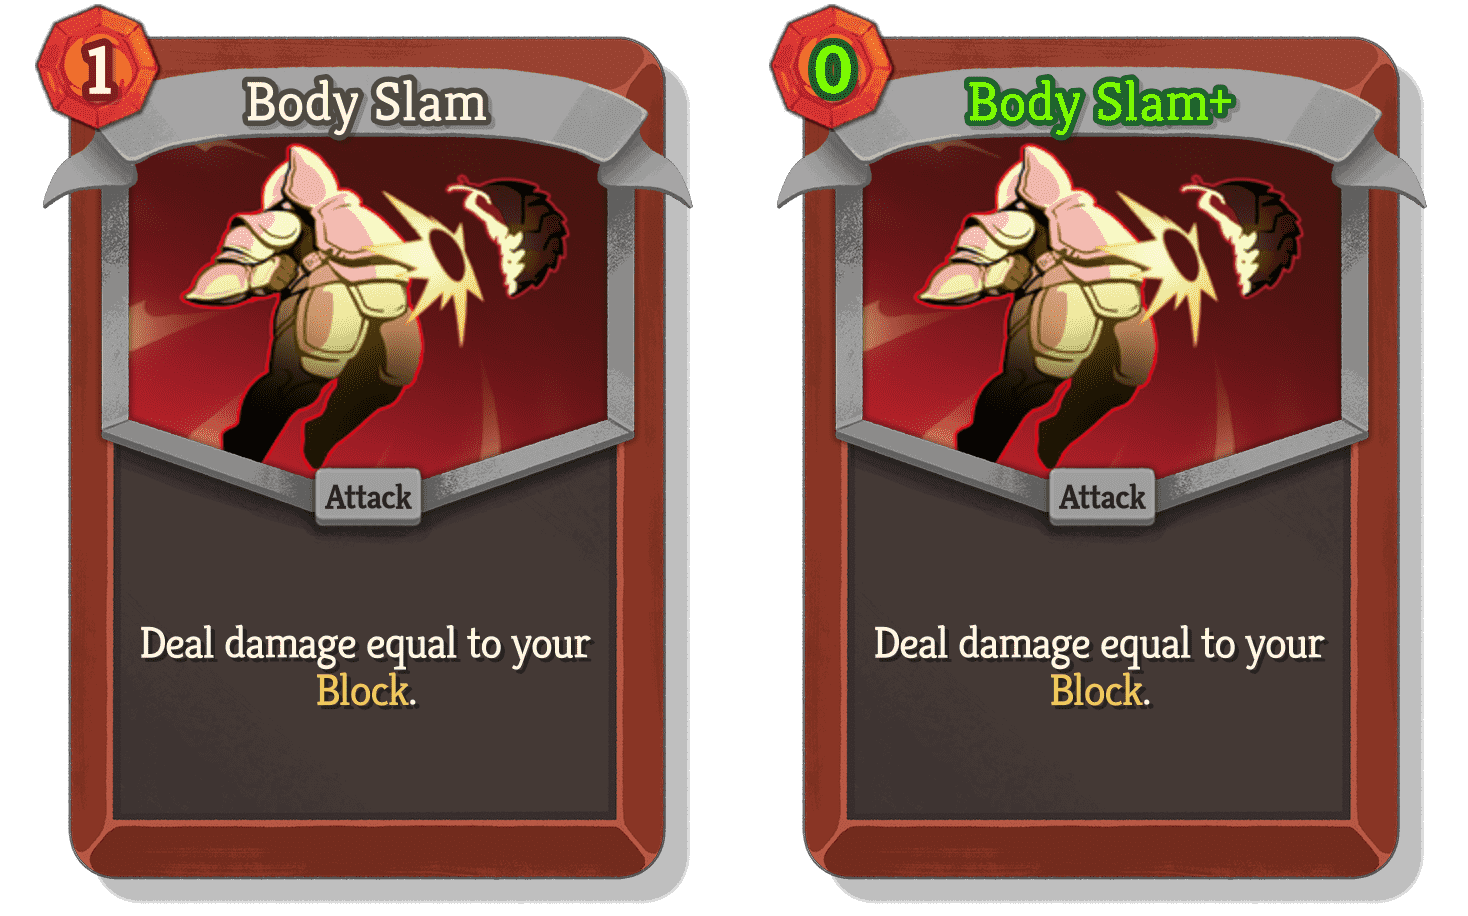 1
Body Slam
Attack
Deal damage equal to your
Block.
0
Body Slam+
Attack
Deal damage equal to your
Block.